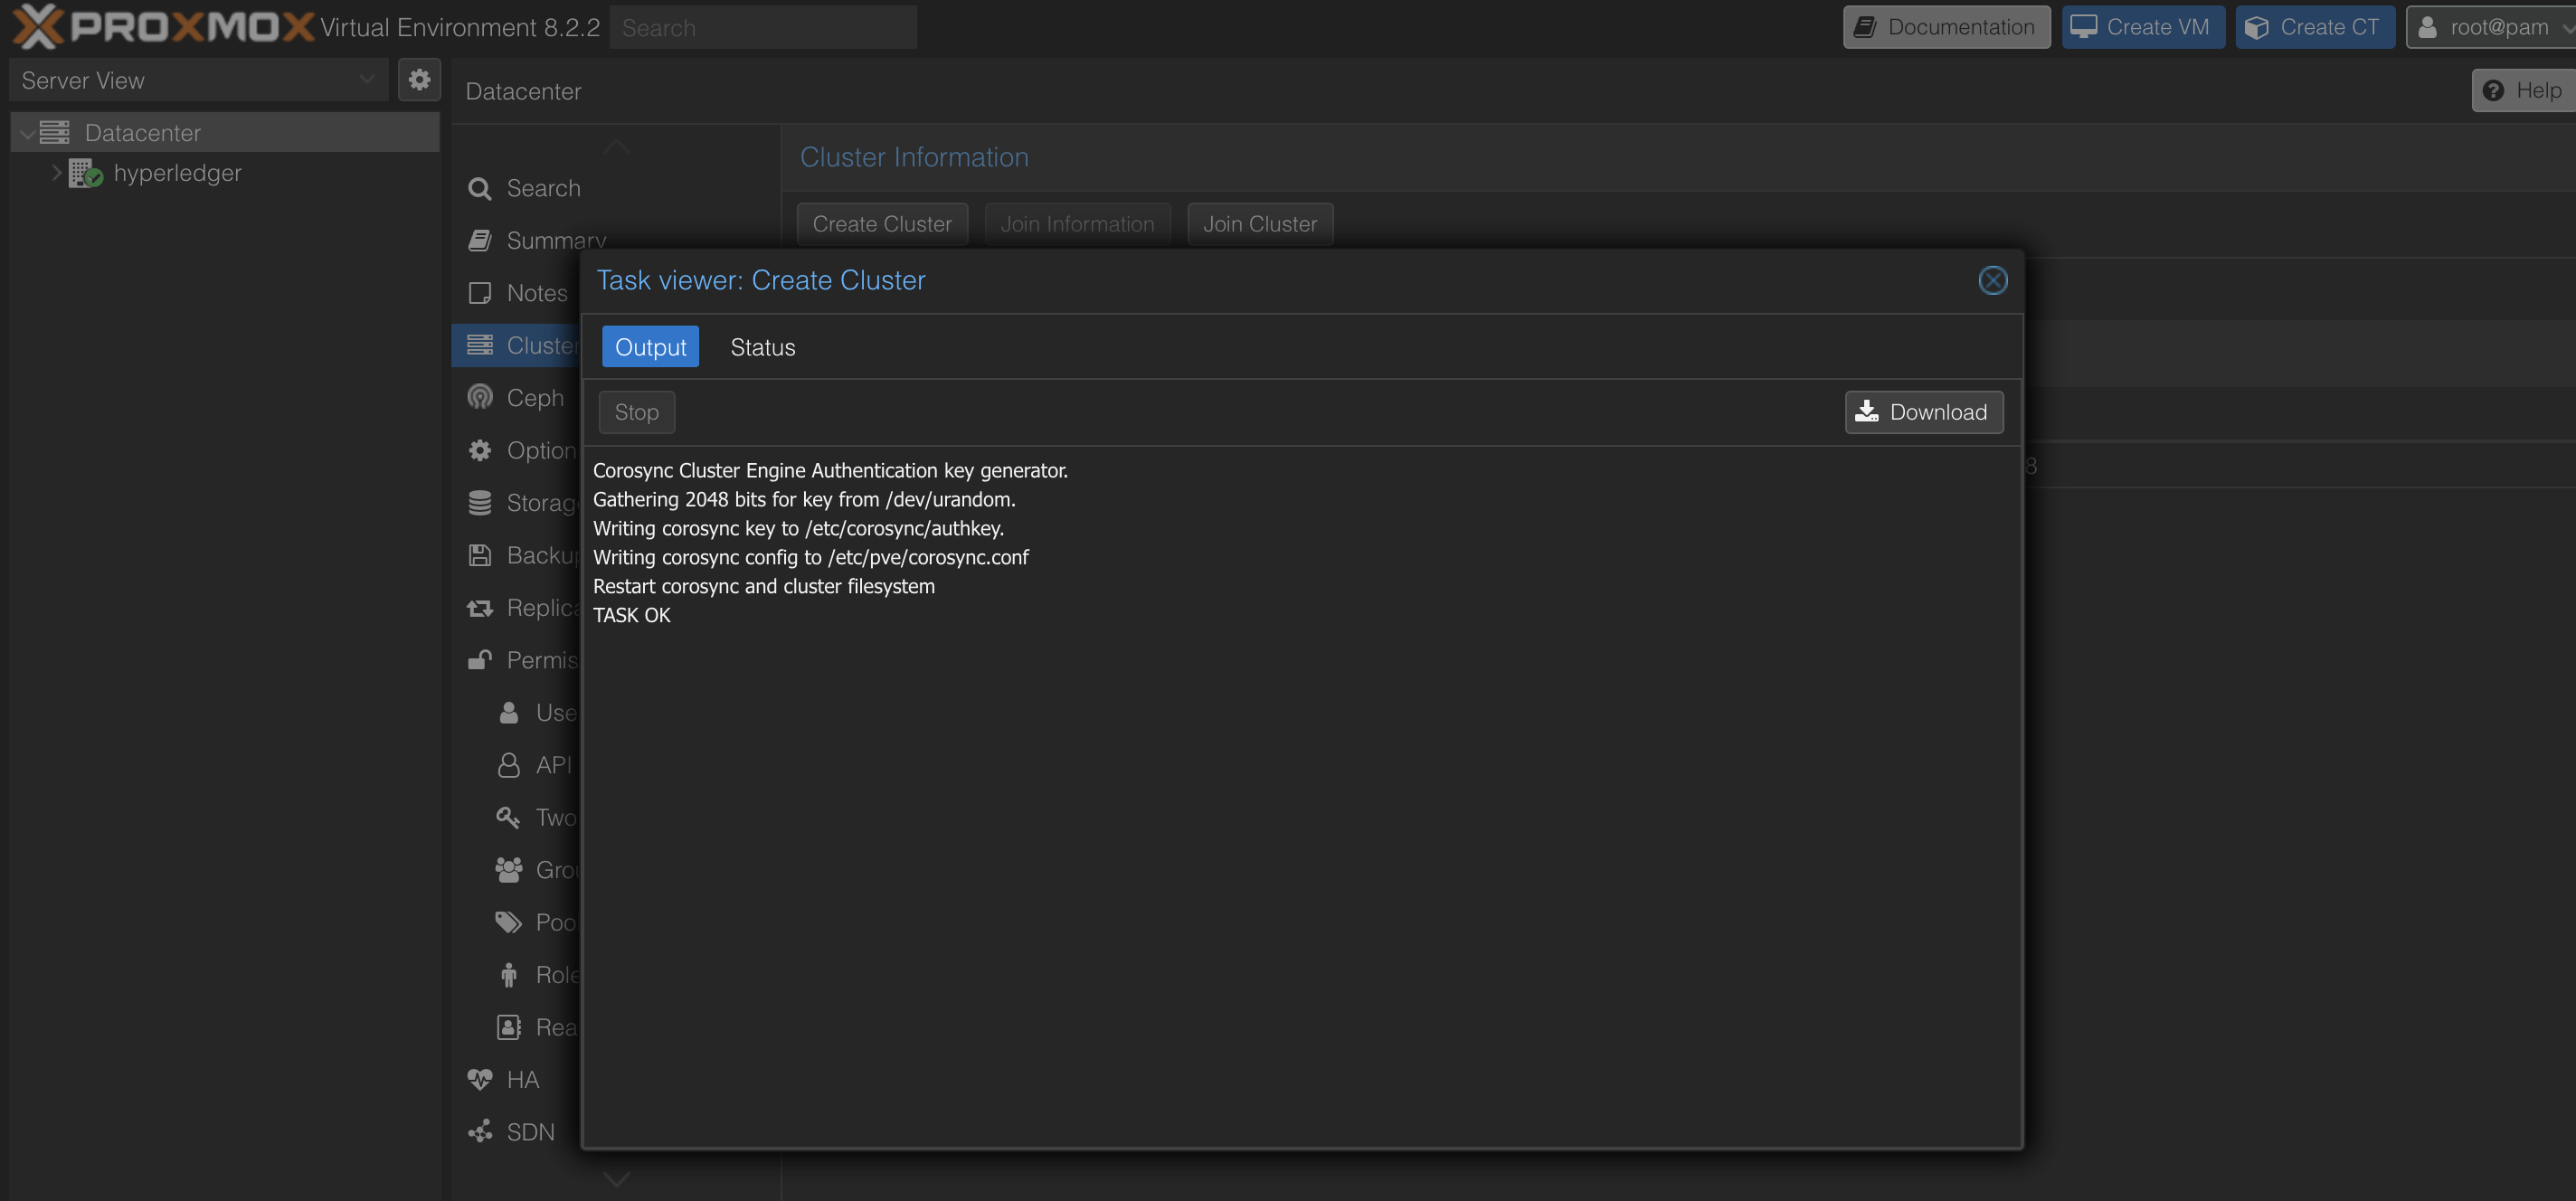 PROXMOX Virtual Environment 8.2.2 Search Documentation Create VM Create CT root@pam
Server View
Datacenter
hyperledger
Datacenter
Help
Search
Summary
Notes
Cluster
Ceph
Option
Storag
Backup
Replica
Permis
Use
API
Two
Grou
Poo
Role
Rea
HA
SDN
Cluster Information
Create Cluster Join Information Join Cluster
8
Task viewer: Create Cluster
Output Status
Stop Download
Corosync Cluster Engine Authentication key generator.
Gathering 2048 bits for key from /dev/urandom.
Writing corosync key to /etc/corosync/authkey.
Writing corosync config to /etc/pve/corosync.conf
Restart corosync and cluster filesystem
TASK OK